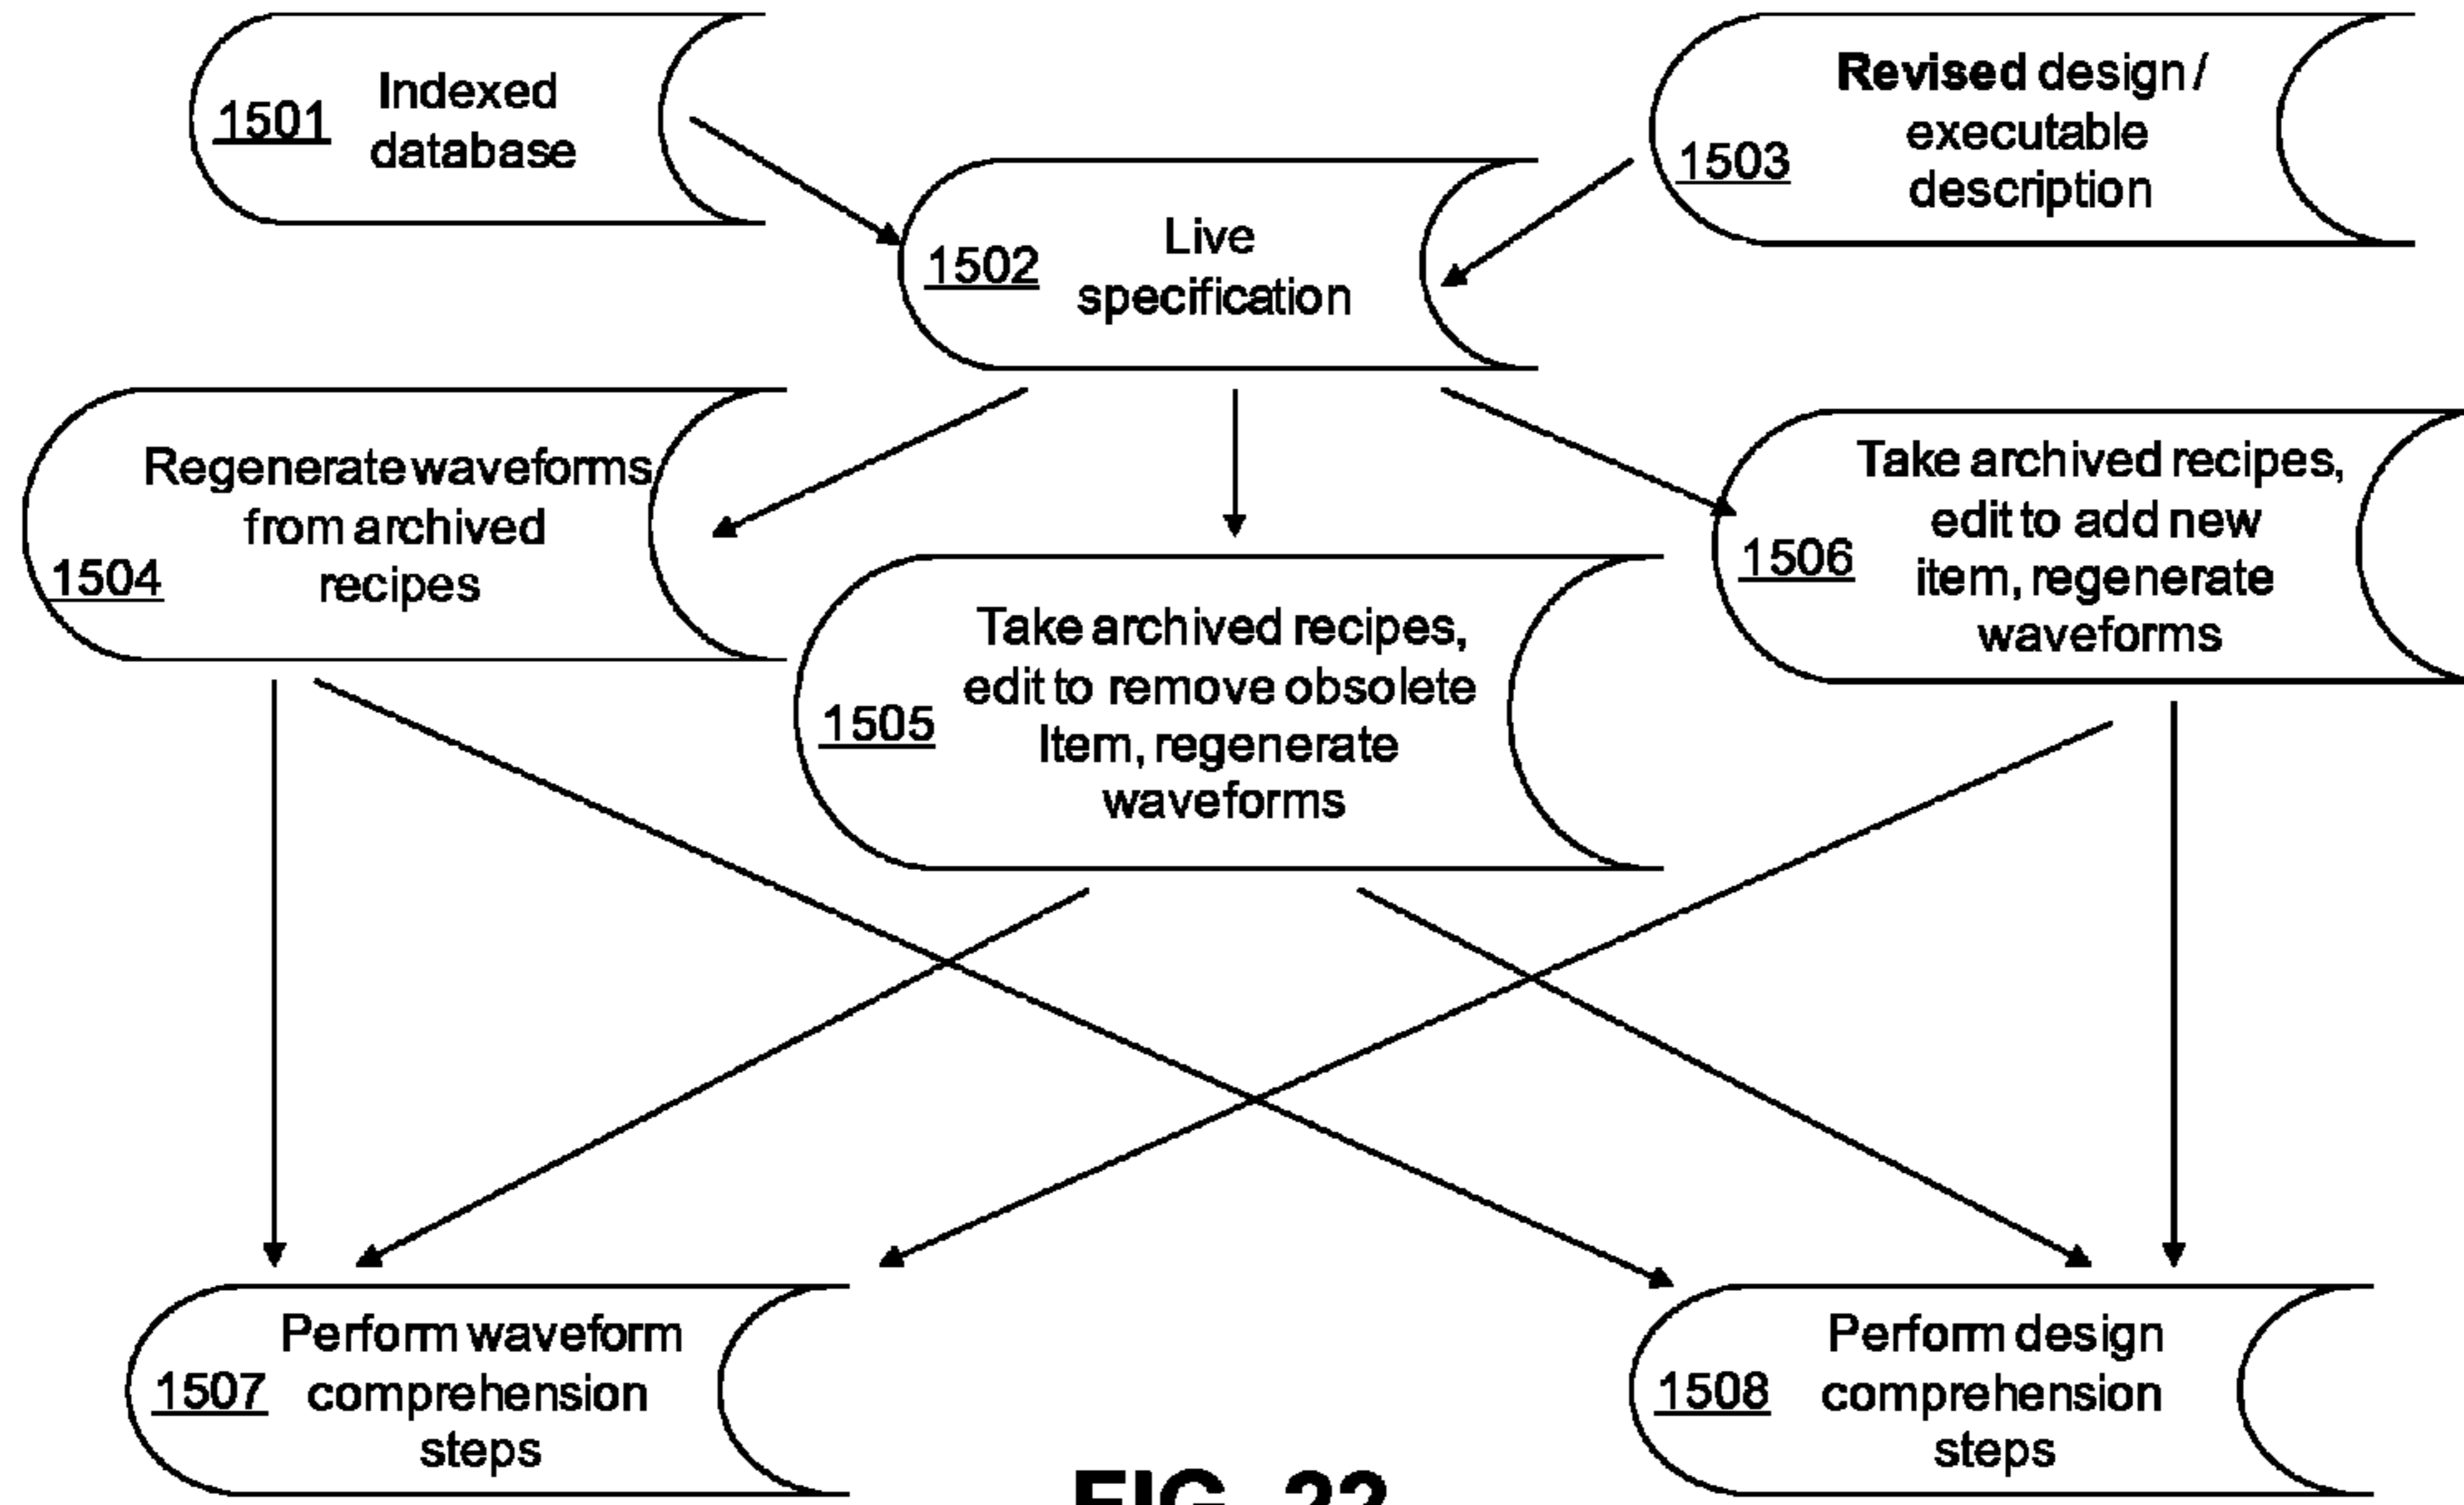 1501
Indexed
database
1503
Revised design /
executable
description
1502
Live
specification
1504
Regenerate waveforms
from archived
recipes
1506
Take archived recipes,
edit to add new
item, regenerate
waveforms
1505
Take archived recipes,
edit to remove obsolete
Item, regenerate
waveforms
1507
Perform waveform
comprehension
steps
1508
Perform design
comprehension
steps
FIG. 22